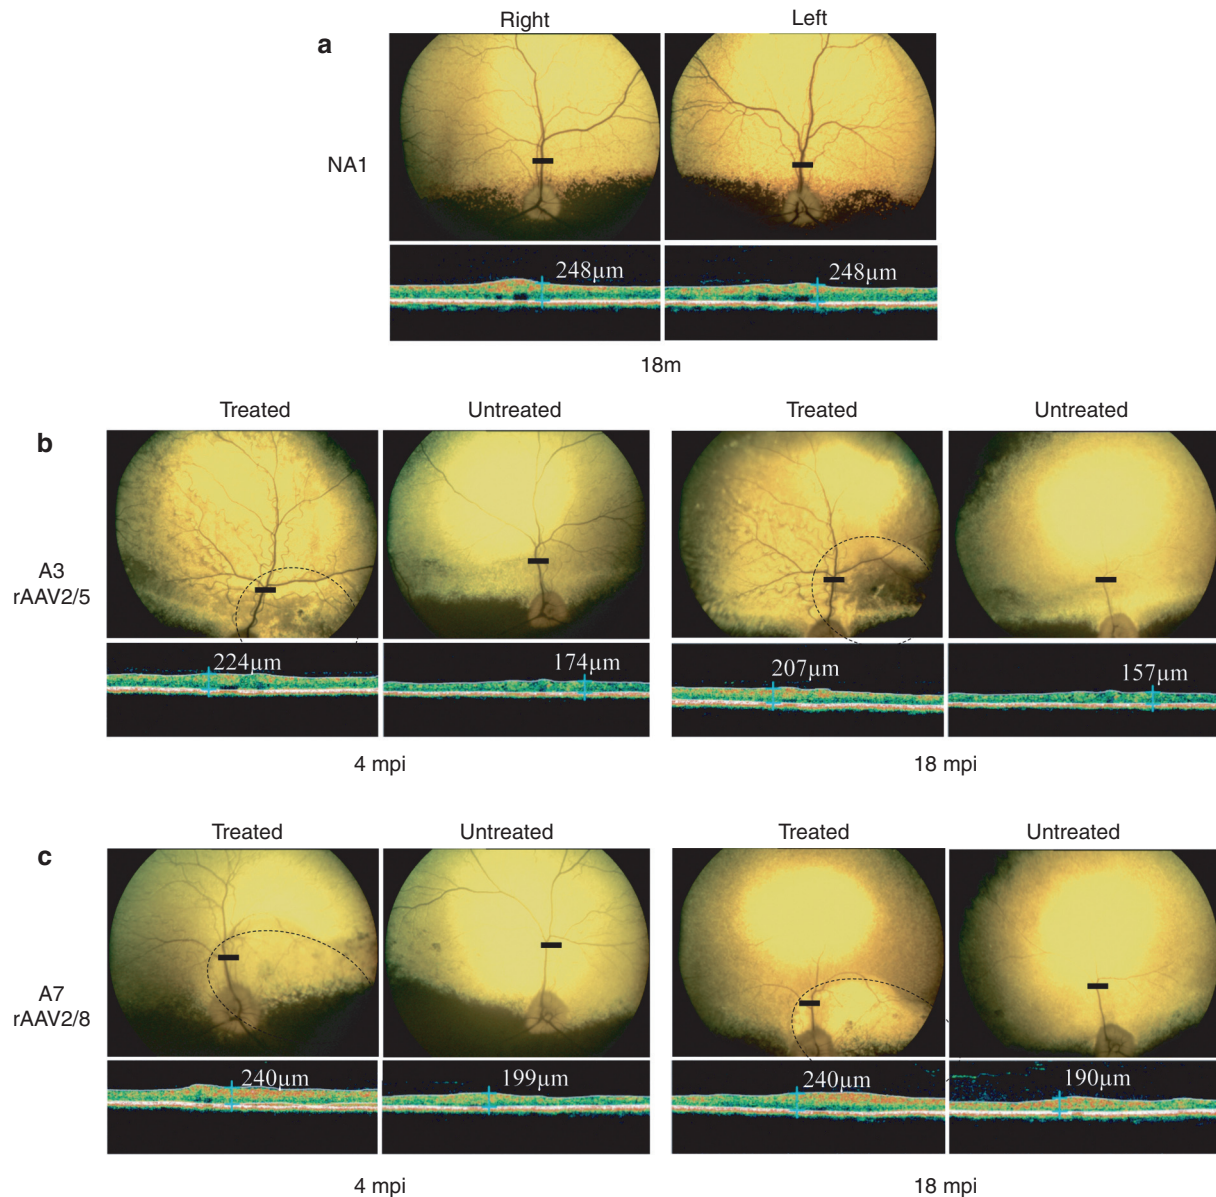 Right Left
a
NA1
248µm 248µm
18m
Treated Untreated Treated Untreated
b
A3
rAAV2/5
224µm 174µm 207µm 157µm
4 mpi 18 mpi
Treated Untreated Treated Untreated
c
A7
rAAV2/8
240µm 199µm 240µm 190µm
4 mpi 18 mpi